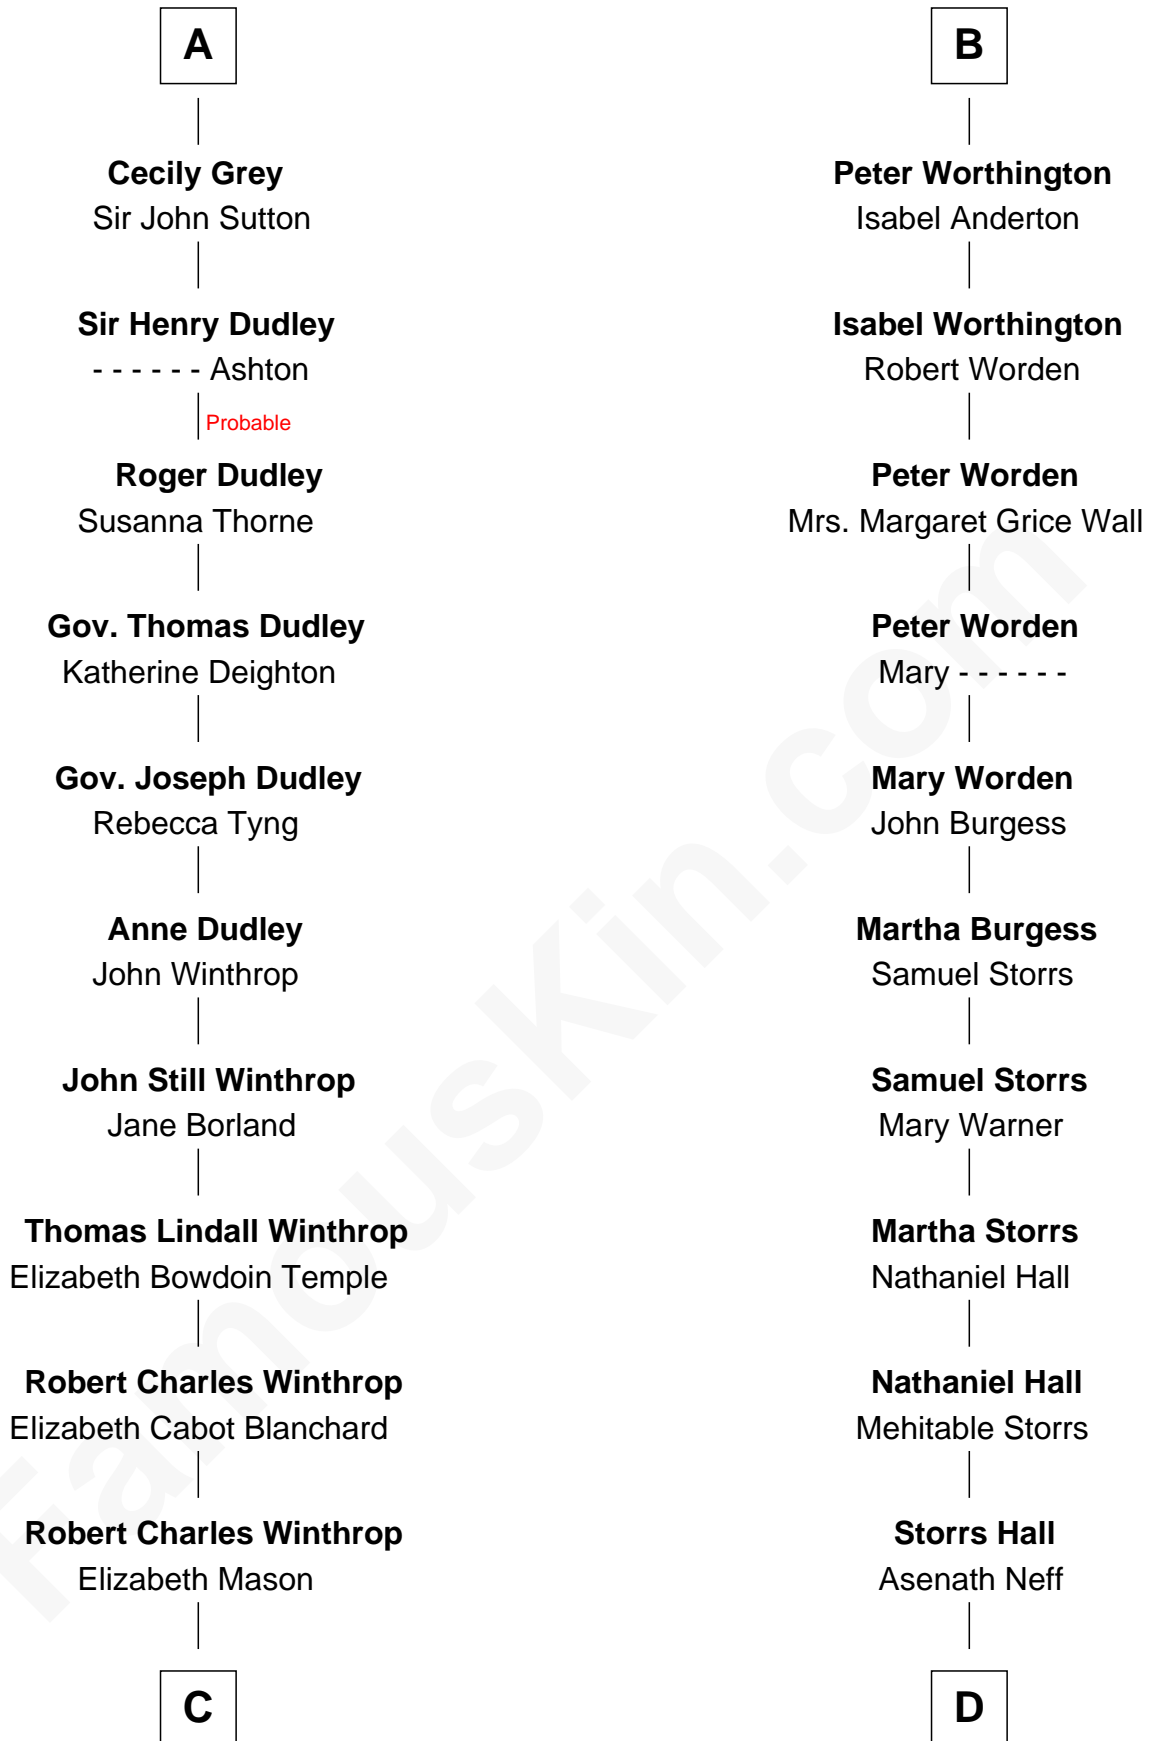 A
Cecily Grey
Sir John Sutton
Sir Henry Dudley
- - - - - - Ashton
Probable
Roger Dudley
Susanna Thorne
Gov. Thomas Dudley
Katherine Deighton
Gov. Joseph Dudley
Rebecca Tyng
Anne Dudley
John Winthrop
John Still Winthrop
Jane Borland
Thomas Lindall Winthrop
Elizabeth Bowdoin Temple
Robert Charles Winthrop
Elizabeth Cabot Blanchard
Robert Charles Winthrop
Elizabeth Mason
C
B
Peter Worthington
Isabel Anderton
Isabel Worthington
Robert Worden
Peter Worden
Mrs. Margaret Grice Wall
Peter Worden
Mary - - - - - -
Mary Worden
John Burgess
Martha Burgess
Samuel Storrs
Samuel Storrs
Mary Warner
Martha Storrs
Nathaniel Hall
Nathaniel Hall
Mehitable Storrs
Storrs Hall
Asenath Neff
D
FamousKin.com